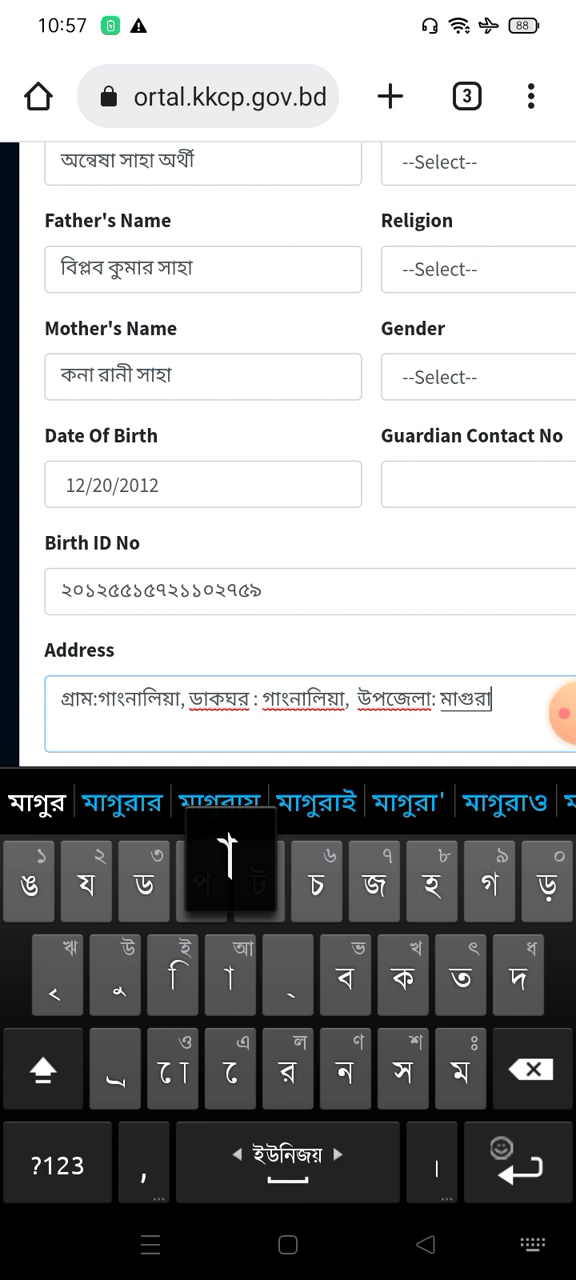 10:57
88
ortal.kkcp.gov.bd
3
অন্বেষা সাহা অর্থী
--Select--
Father's Name
Religion
বিপ্লব কুমার সাহা
--Select--
Mother's Name
Gender
কনা রানী সাহা
--Select--
Date Of Birth
Guardian Contact No
12/20/2012
Birth ID No
২০১২৫৫১৫৭২১১০২৭৫৯
Address
গ্রাম:গাংনালিয়া, ডাকঘর : গাংনালিয়া, উপজেলা: মাগুরা
মাগুর মাগুরার মাগুরায় মাগুরাই মাগুরা' মাগুরাও
া
১ ২ ৩ ৬ ৭ ৮ ৯ ০
ঙ য ড প ট চ জ হ গ ড়
ঋ উ ই আ ভ খ ৎ ধ
ৃ ু ি া ্ ব ক ত দ
ও এ ল ণ শ ঃ
ূ ো ে র ন স ম
?123 , ইউনিজয় ।